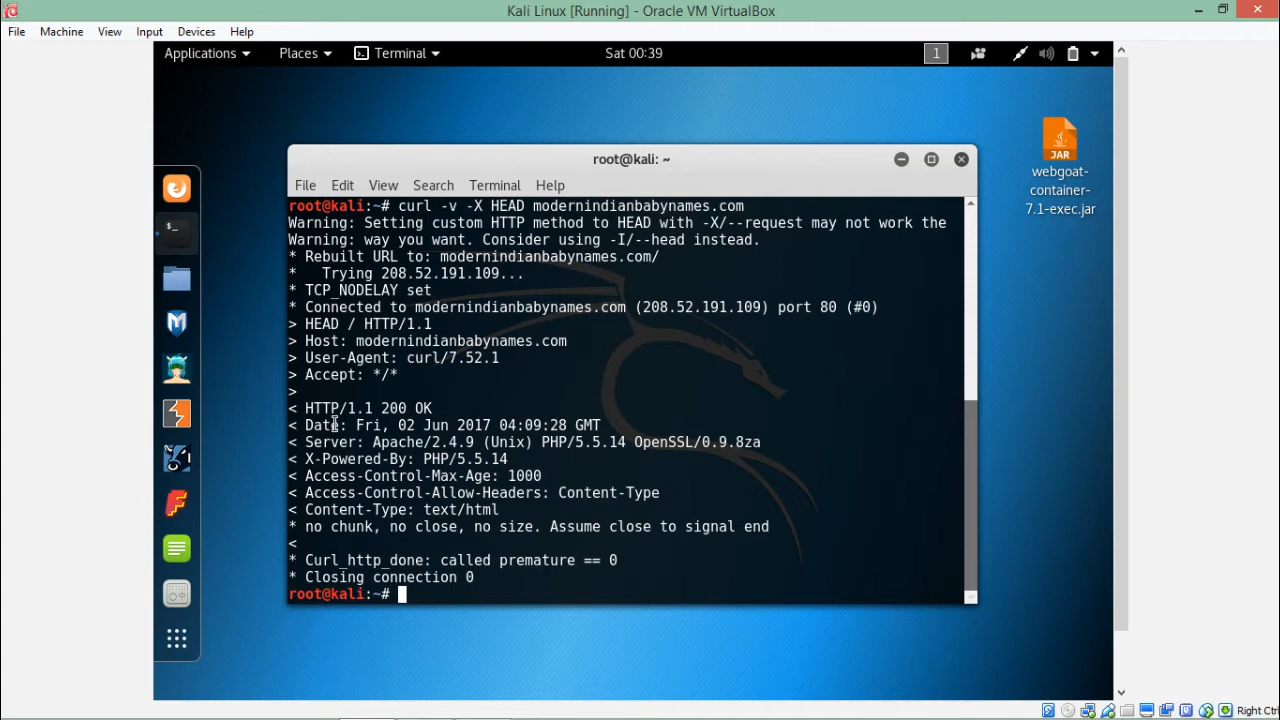 Kali Linux [Running] - Oracle VM VirtualBox
File Machine View Input Devices Help
Applications Places Terminal Sat 00:39 1
JAR
webgoat-
container-
7.1-exec.jar
root@kali: ~
File Edit View Search Terminal Help
root@kali:~# curl -v -X HEAD modernindianbabynames.com
Warning: Setting custom HTTP method to HEAD with -X/--request may not work the
Warning: way you want. Consider using -I/--head instead.
* Rebuilt URL to: modernindianbabynames.com/
*   Trying 208.52.191.109...
* TCP_NODELAY set
* Connected to modernindianbabynames.com (208.52.191.109) port 80 (#0)
> HEAD / HTTP/1.1
> Host: modernindianbabynames.com
> User-Agent: curl/7.52.1
> Accept: */*
>
< HTTP/1.1 200 OK
< Date: Fri, 02 Jun 2017 04:09:28 GMT
< Server: Apache/2.4.9 (Unix) PHP/5.5.14 OpenSSL/0.9.8za
< X-Powered-By: PHP/5.5.14
< Access-Control-Max-Age: 1000
< Access-Control-Allow-Headers: Content-Type
< Content-Type: text/html
* no chunk, no close, no size. Assume close to signal end
<
* Curl_http_done: called premature == 0
* Closing connection 0
root@kali:~#
Right Ctrl